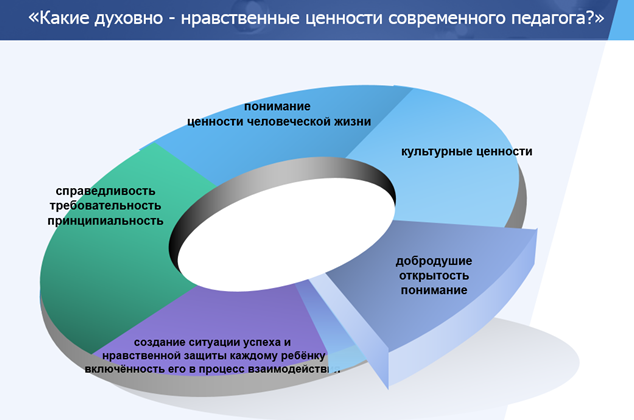 «Какие духовно - нравственные ценности современного педагога?»
понимание
ценности человеческой жизни
культурные ценности
справедливость
требовательность
принципиальность
добродушие
открытость
понимание
создание ситуации успеха и
нравственной защиты каждому ребёнку
включённость его в процесс